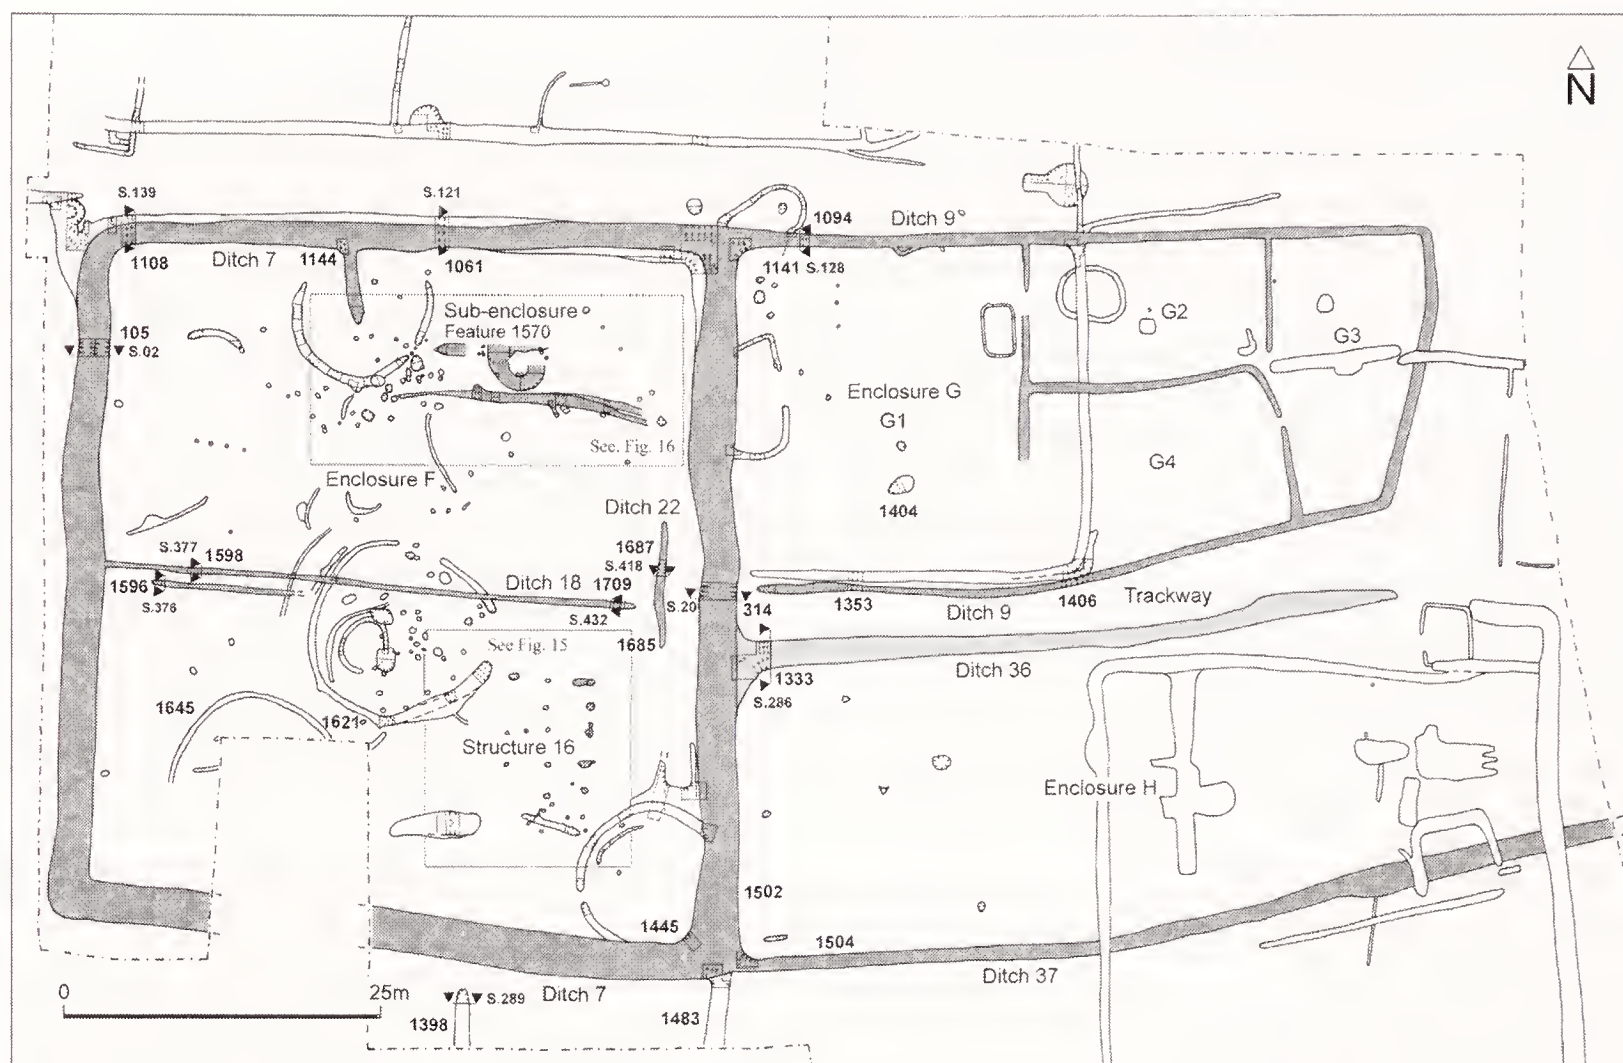 N
S.139
S.121
1094
Ditch 9°
1108
Ditch 7
1144
1061
1141
S.128
Sub-enclosure
Feature 1570
G2
G3
105
S.02
Enclosure G
G1
See. Fig. 16
G4
Enclosure F
1404
Ditch 22
S.377
1598
1687
S.418
1596
Ditch 18
1709
S.20
S.376
S.432
314
1353
Ditch 9
1406
Trackway
See Fig. 15
1685
Ditch 36
1333
S.286
1645
1621
Structure 16
Enclosure H
1502
1445
1504
Ditch 37
0
25m
S.289
Ditch 7
1398
1483